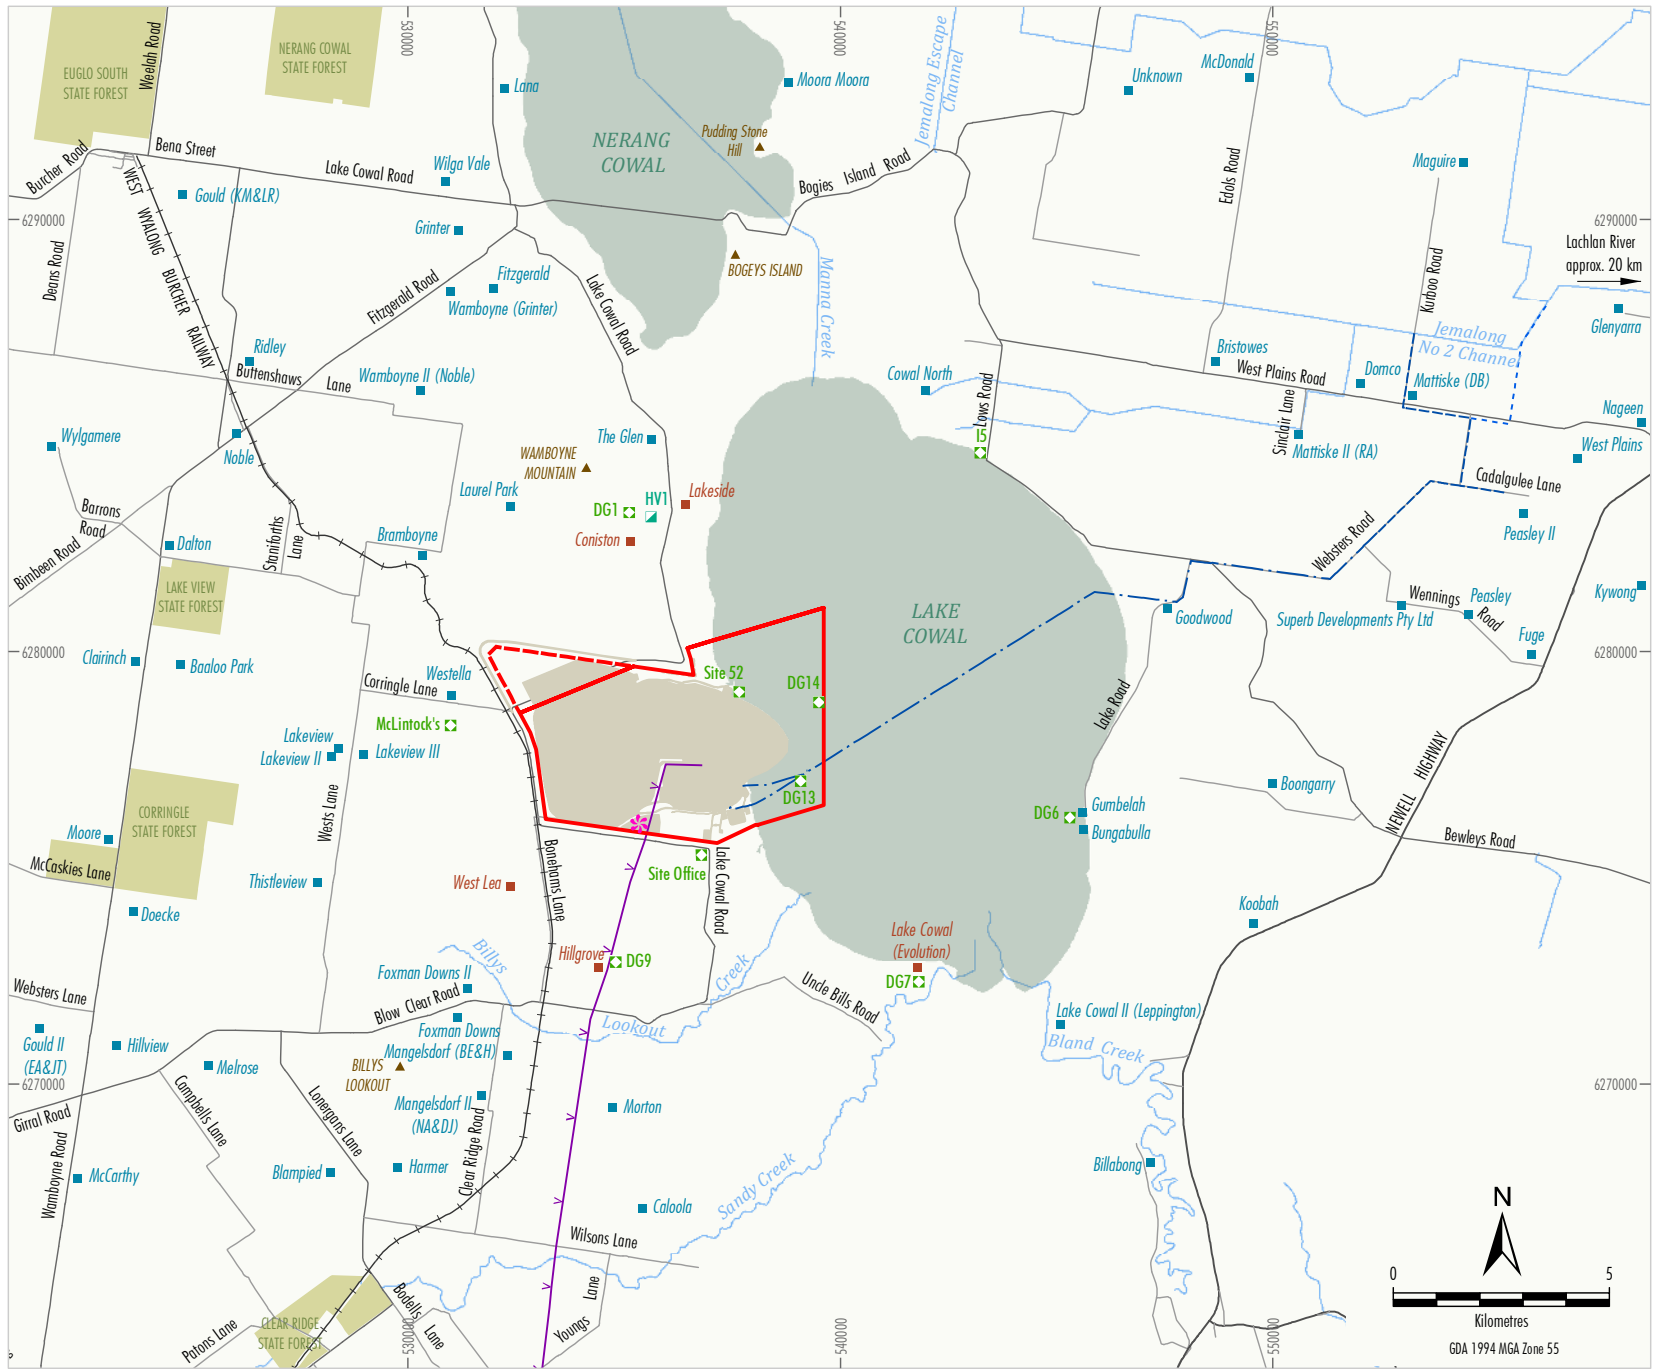 530000
540000
550000
EUGLO SOUTH
STATE FOREST
Weelah Road
NERANG COWAL
STATE FOREST
Lana
Moora Moora
Jemalong Escape
Channel
Unknown
McDonald
NERANG
COWAL
Pudding Stone
Hill
Burcher Road
Bena Street
Lake Cowal Road
Wilga Vale
Bogies Island Road
Edols Road
Maguire
Gould (KM&LR)
6290000
6290000
Grinter
WEST WYALONG BURCHER RAILWAY
Deans Road
Lachlan River
approx. 20 km
BOGEYS ISLAND
Fitzgerald
Fitzgerald Road
Wamboyne (Grinter)
Lake Cowal Road
Manna Creek
Kurboo Road
Glenyarra
Jemalong
No 2 Channel
Ridley
Bristowes
Buttenshaws Lane
Wamboyne II (Noble)
Cowal North
Lows Road
West Plains Road
Domco
Mattiske (DB)
Nageen
Sinclair Lane
Wylgamere
Noble
The Glen
I5
Mattiske II (RA)
West Plains
WAMBOYNE
MOUNTAIN
Laurel Park
HV1
Lakeside
DG1
Cadalgulee Lane
Barrons
Road
Coniston
Websters Road
Peasley II
Staniforths
Lane
Bramboyne
Dalton
Bimbeen Road
LAKE VIEW
STATE FOREST
LAKE
COWAL
Goodwood
Wennings
Road
Peasley
Kywong
Superb Developments Pty Ltd
Fuge
6280000
6280000
Clairinch
Baaloo Park
Westella
Corringle Lane
Site 52
DG14
Lake Road
McLintock's
Lakeview
Lakeview II
Lakeview III
NEWELL HIGHWAY
Boongarry
DG13
CORRINGLE
STATE FOREST
Wests Lane
DG6
Gumbelah
Bungabulla
Moore
Bewleys Road
McCaskies Lane
Bonehams Lane
Site Office
Lake Cowal Road
Thistleview
West Lea
Doecke
Koobah
Lake Cowal
(Evolution)
Billys
Creek
Hillgrove
DG9
Foxman Downs II
DG7
Websters Lane
Blow Clear Road
Uncle Bills Road
Lake Cowal II (Leppington)
Foxman Downs
Lookout
Gould II
(EA&JT)
Hillview
Mangelsdorf (BE&H)
Bland Creek
Melrose
BILLYS
LOOKOUT
6270000
6270000
Campbells Lane
Lonergans Lane
Mangelsdorf II
(NA&DJ)
Morton
Girral Road
Wamboyne Road
Clear Ridge Road
Sandy Creek
Billabong
McCarthy
Blampied
Harmer
Caloola
N
Wilsons Lane
0
5
Kilometres
GDA 1994 MGA Zone 55
Bodells
Lane
Youngs Lane
CLEAR RIDGE
STATE FOREST
Patons Lane
530000
540000
550000